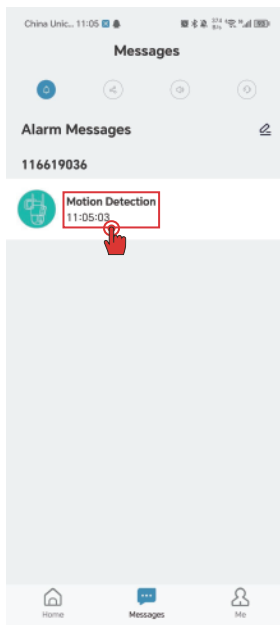 China Unic... 11:05
Messages
Alarm Messages
116619036
Motion Detection
11:05:03
Home
Messages
Me